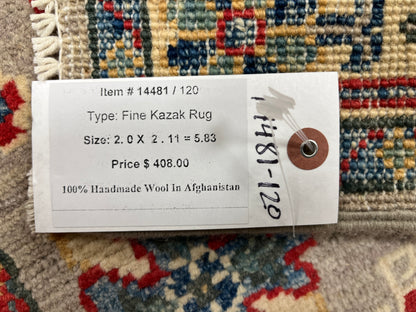 Item # 14481 / 120
Type: Fine Kazak Rug
Size: 2.0 X 2.11 = 5.83
Price $ 408.00
100% Handmade Wool In Afghanistan
14481-120